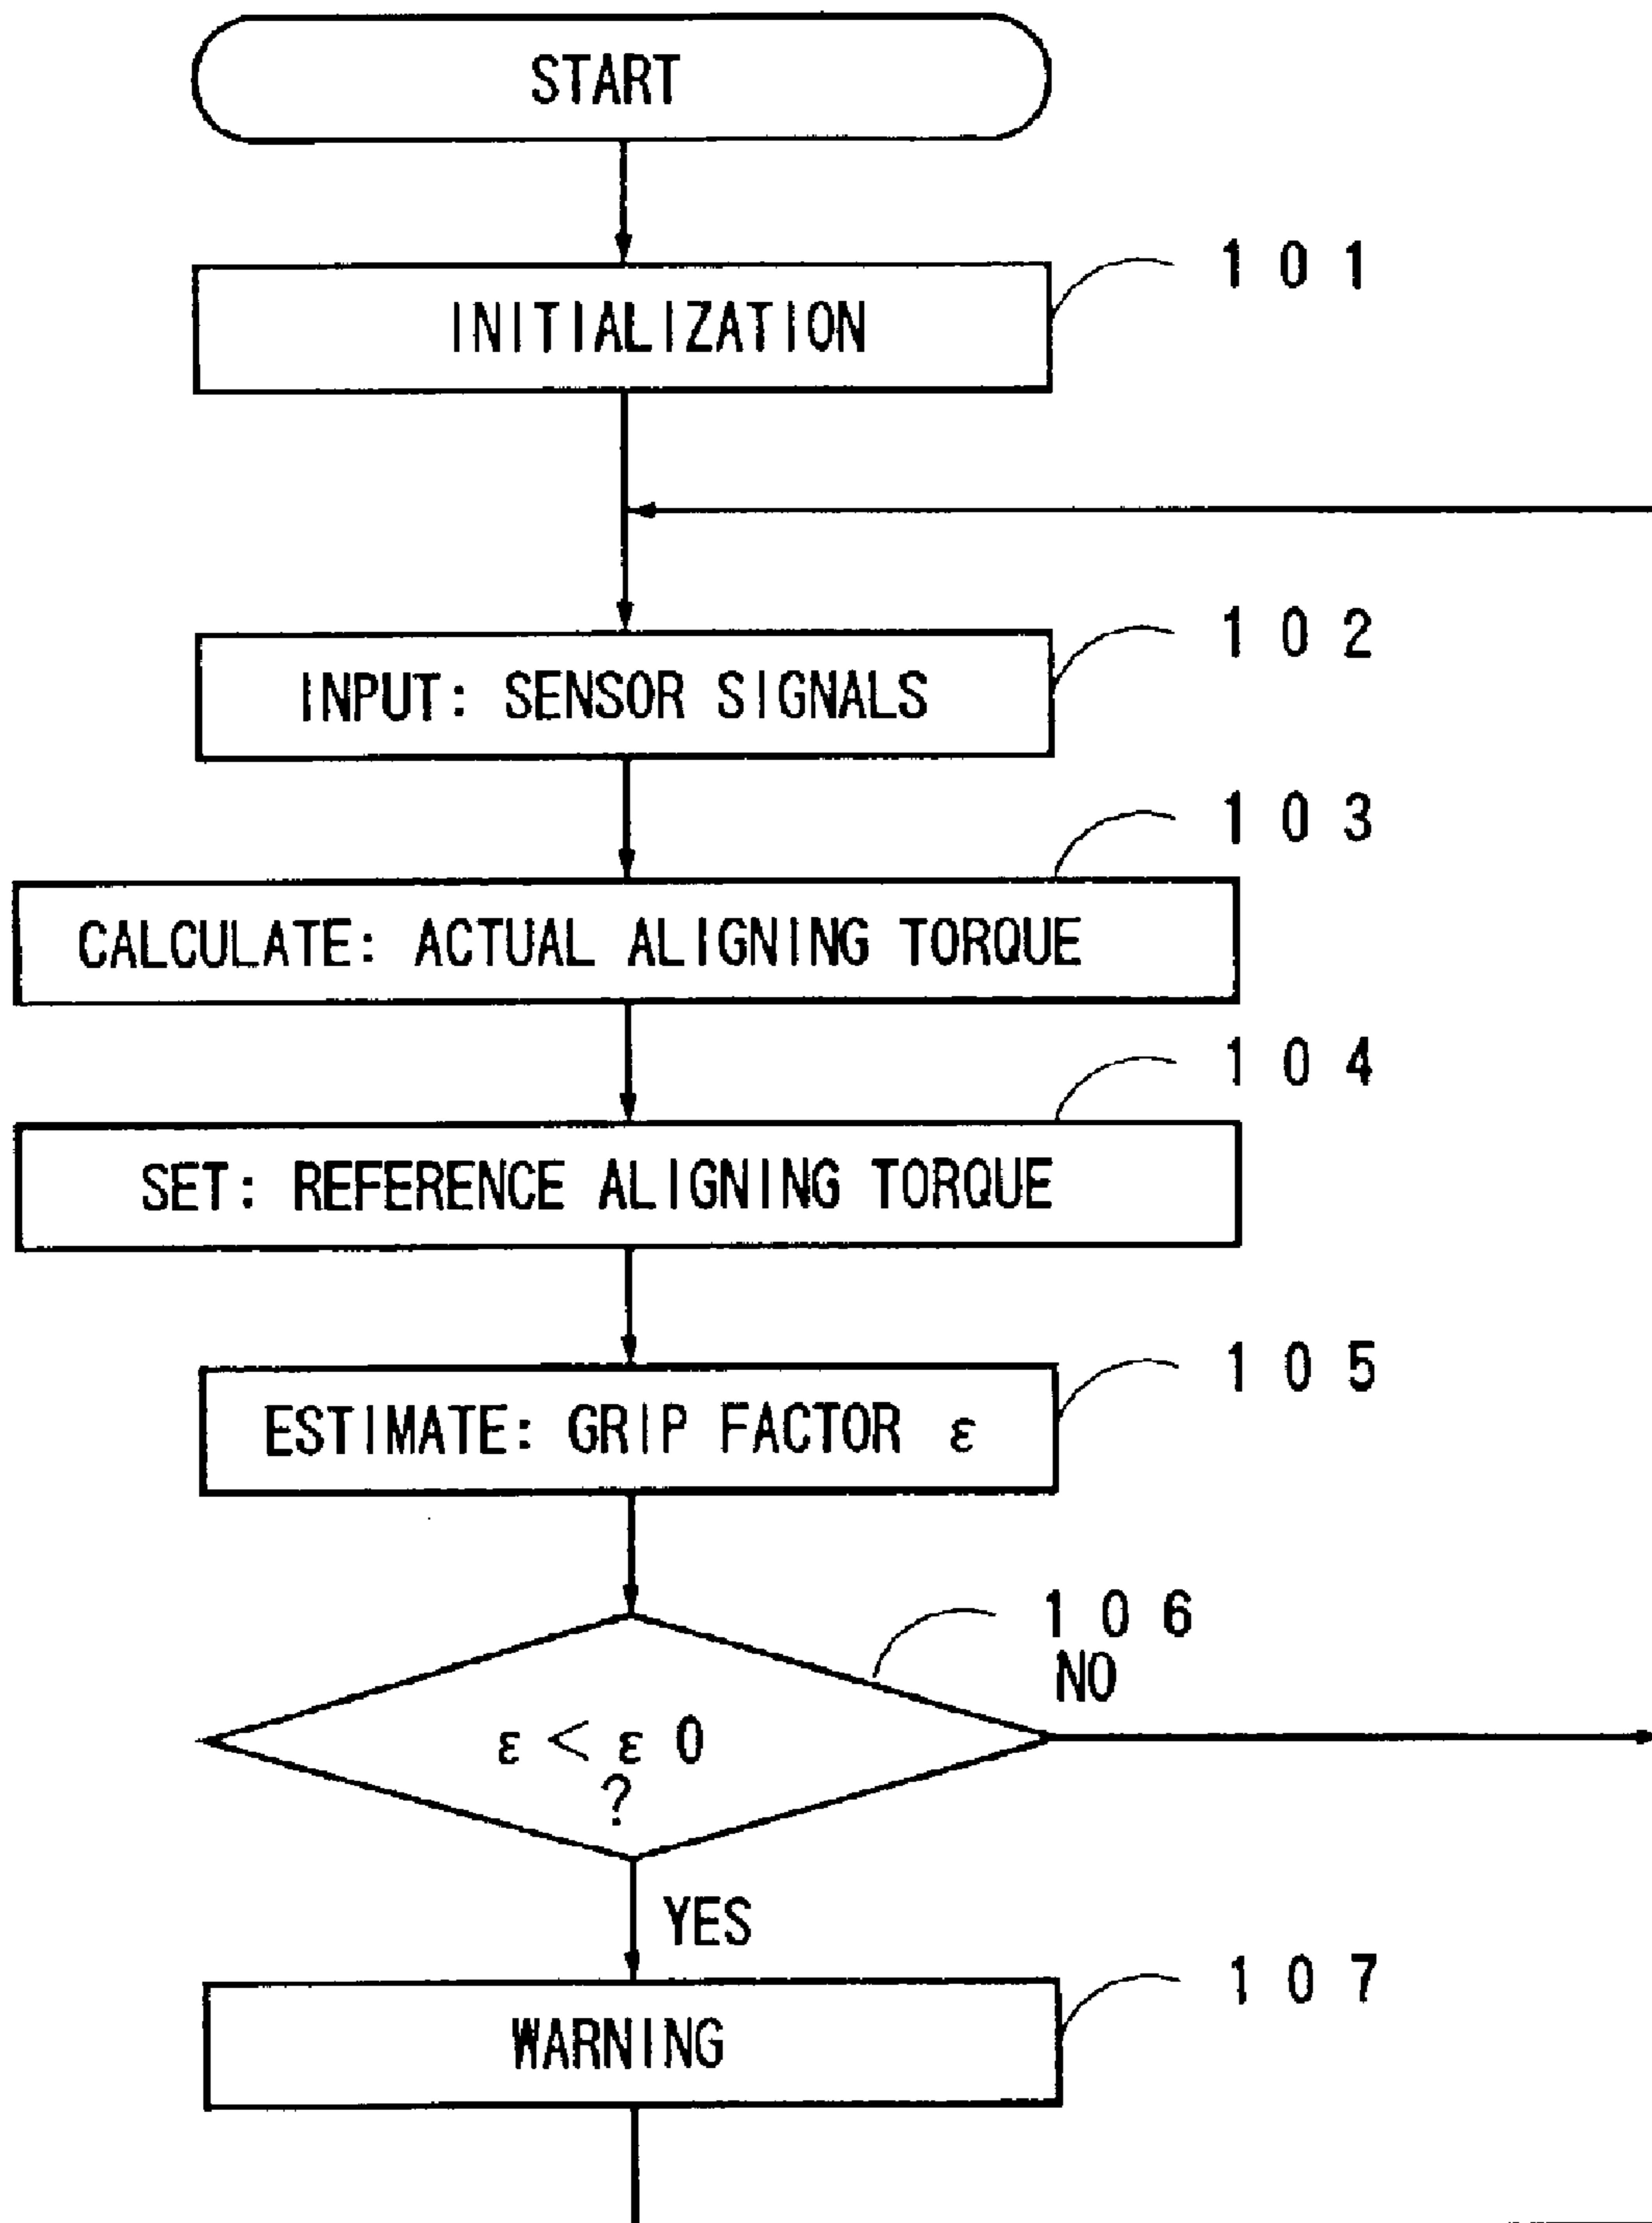 START
101
INITIALIZATION
102
INPUT: SENSOR SIGNALS
103
CALCULATE: ACTUAL ALIGNING TORQUE
104
SET: REFERENCE ALIGNING TORQUE
105
ESTIMATE: GRIP FACTOR ε
106
NO
ε < ε 0
?
YES
107
WARNING